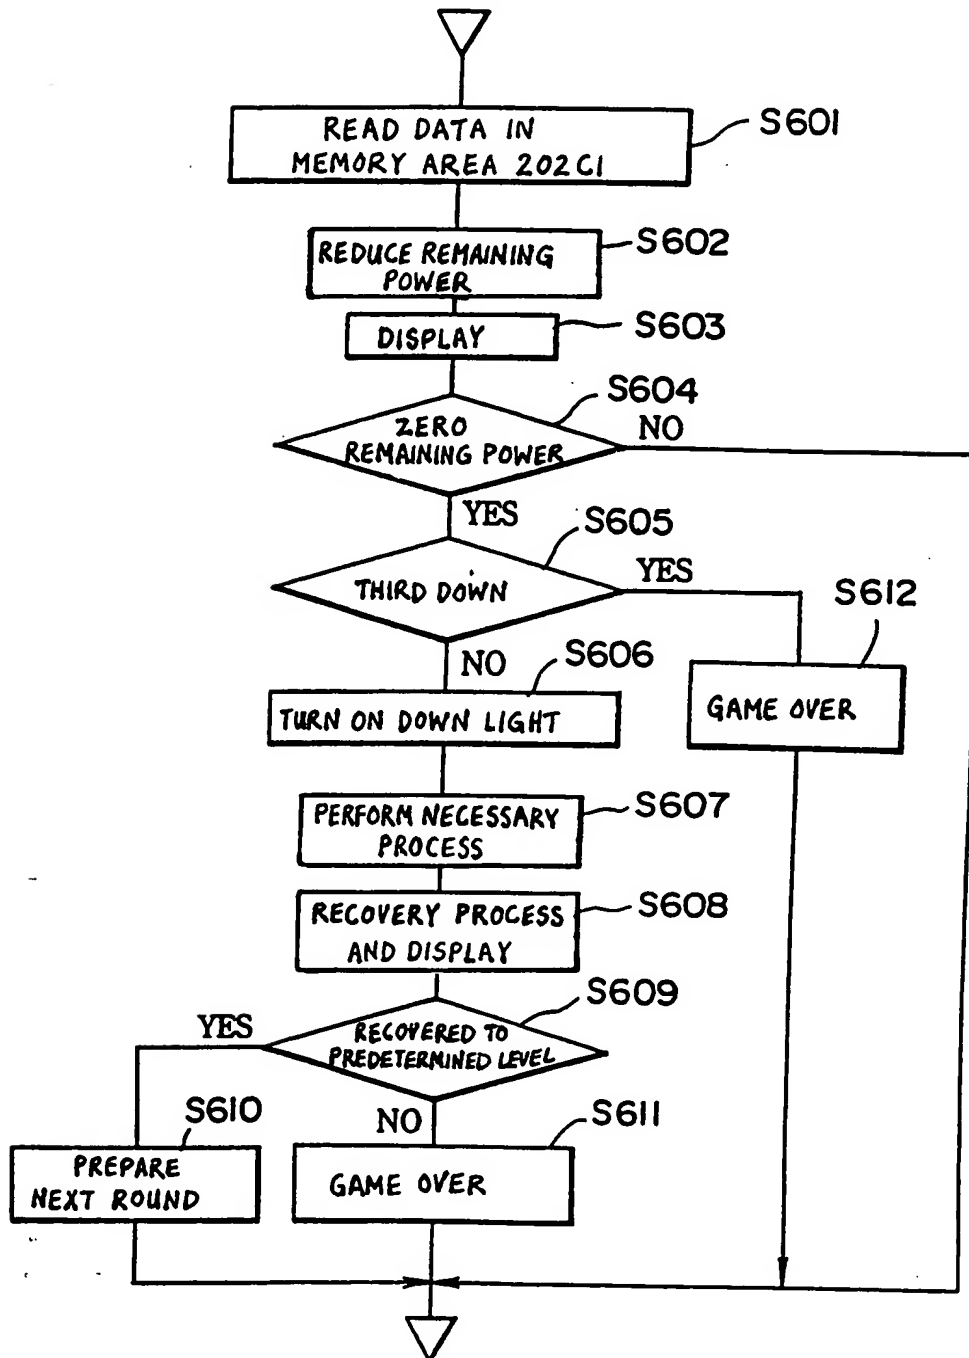 READ DATA IN
MEMORY AREA 202C1
S601
REDUCE REMAINING
POWER
S602
DISPLAY
S603
S604
ZERO
REMAINING POWER
NO
YES
S605
THIRD DOWN
YES
S612
NO
S606
GAME OVER
TURN ON DOWN LIGHT
PERFORM NECESSARY
PROCESS
S607
RECOVERY PROCESS
AND DISPLAY
S608
S609
YES
RECOVERED TO
PREDETERMINED LEVEL
S610
NO
S611
PREPARE
NEXT ROUND
GAME OVER